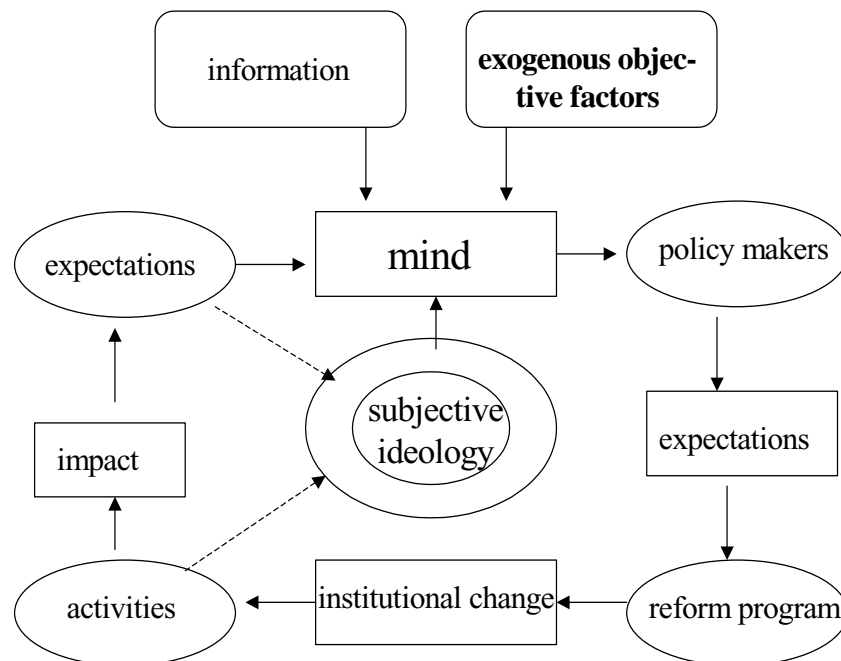 information
exogenous objec-
tive factors
expectations
mind
policy makers
subjective
ideology
impact
expectations
activities
institutional change
reform program